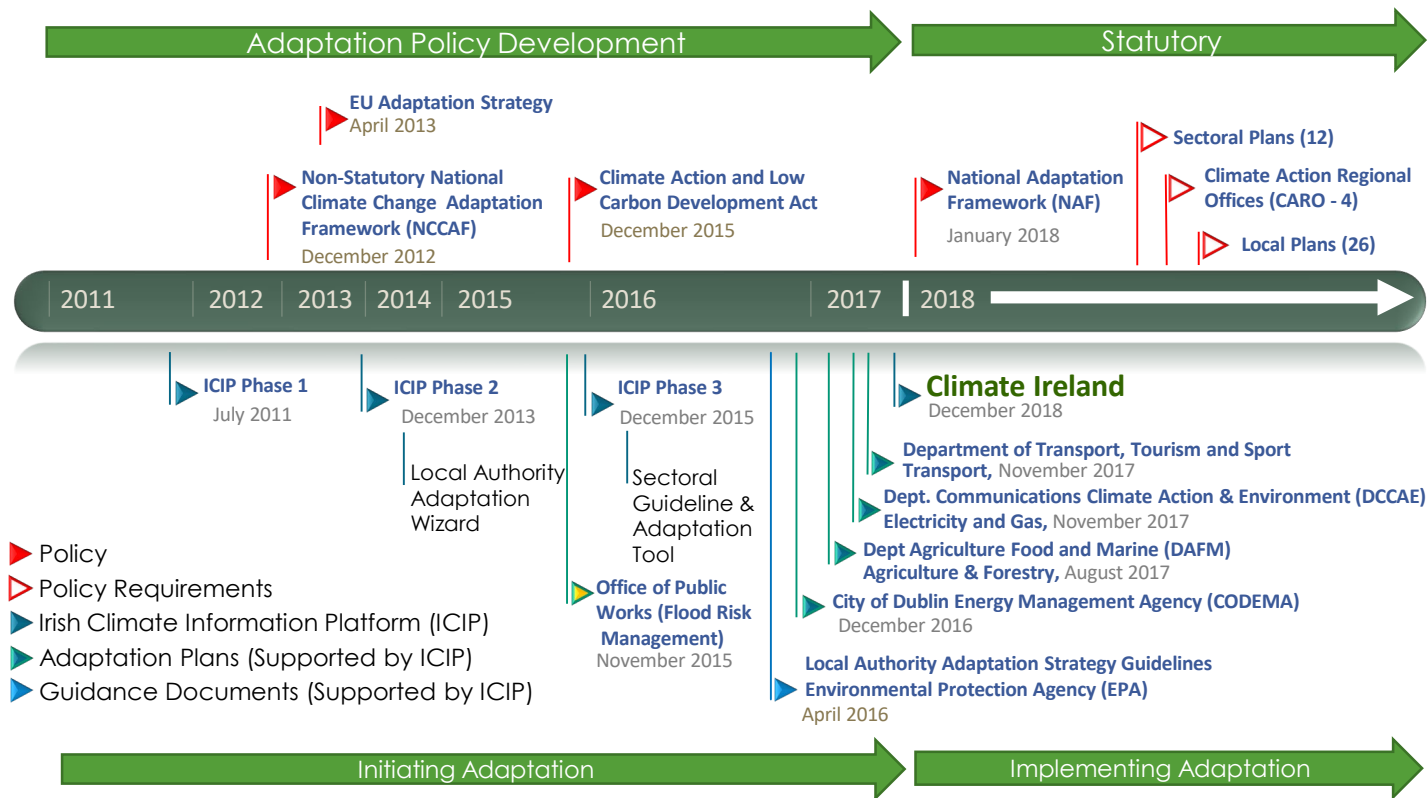 Adaptation Policy Development
Statutory
EU Adaptation Strategy
April 2013
Non-Statutory National
Climate Change Adaptation
Framework (NCCAF)
December 2012
Climate Action and Low
Carbon Development Act
December 2015
National Adaptation
Framework (NAF)
January 2018
Sectoral Plans (12)
Climate Action Regional
Offices (CARO - 4)
Local Plans (26)
2011
2012
2013
2014
2015
2016
2017
2018
ICIP Phase 1
July 2011
ICIP Phase 2
December 2013
Local Authority
Adaptation
Wizard
ICIP Phase 3
December 2015
Sectoral
Guideline &
Adaptation
Tool
Climate Ireland
December 2018
Department of Transport, Tourism and Sport
Transport, November 2017
Dept. Communications Climate Action & Environment (DCCAE)
Electricity and Gas, November 2017
Dept Agriculture Food and Marine (DAFM)
Agriculture & Forestry, August 2017
City of Dublin Energy Management Agency (CODEMA)
December 2016
Office of Public
Works (Flood Risk
Management)
November 2015
Local Authority Adaptation Strategy Guidelines
Environmental Protection Agency (EPA)
April 2016
Policy
Policy Requirements
Irish Climate Information Platform (ICIP)
Adaptation Plans (Supported by ICIP)
Guidance Documents (Supported by ICIP)
Initiating Adaptation
Implementing Adaptation